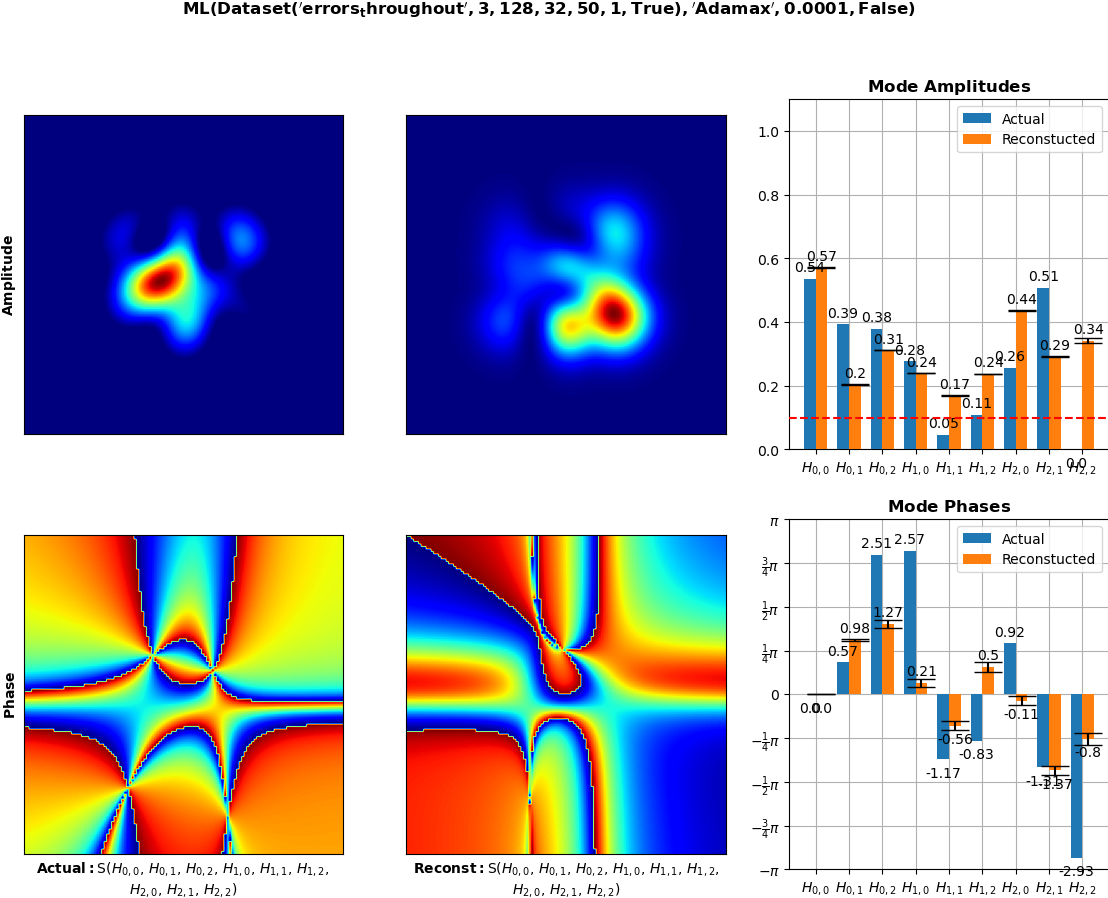 ML(Dataset('errors_throughout', 3, 128, 32, 50, 1, True), 'Adamax', 0.0001, False)
Amplitude
Mode Amplitudes
Actual
Reconstucted
1.0
0.8
0.6
0.4
0.2
0.0
0.54
0.57
0.39
0.2
0.38
0.31
0.28
0.24
0.05
0.17
0.11
0.24
0.26
0.44
0.51
0.29
0.0
0.34
H0,0 H0,1 H0,2 H1,0 H1,1 H1,2 H2,0 H2,1 H2,2
Phase
Mode Phases
Actual
Reconstucted
π
3/4π
1/2π
1/4π
0
−1/4π
−1/2π
−3/4π
−π
0.0
0.0
0.57
0.98
2.51
1.27
2.57
0.21
-1.17
-0.56
-0.83
0.5
0.92
-0.11
-1.31
-1.37
-2.93
-0.8
H0,0 H0,1 H0,2 H1,0 H1,1 H1,2 H2,0 H2,1 H2,2
Actual: S(H0,0, H0,1, H0,2, H1,0, H1,1, H1,2,
H2,0, H2,1, H2,2)
Reconst: S(H0,0, H0,1, H0,2, H1,0, H1,1, H1,2,
H2,0, H2,1, H2,2)